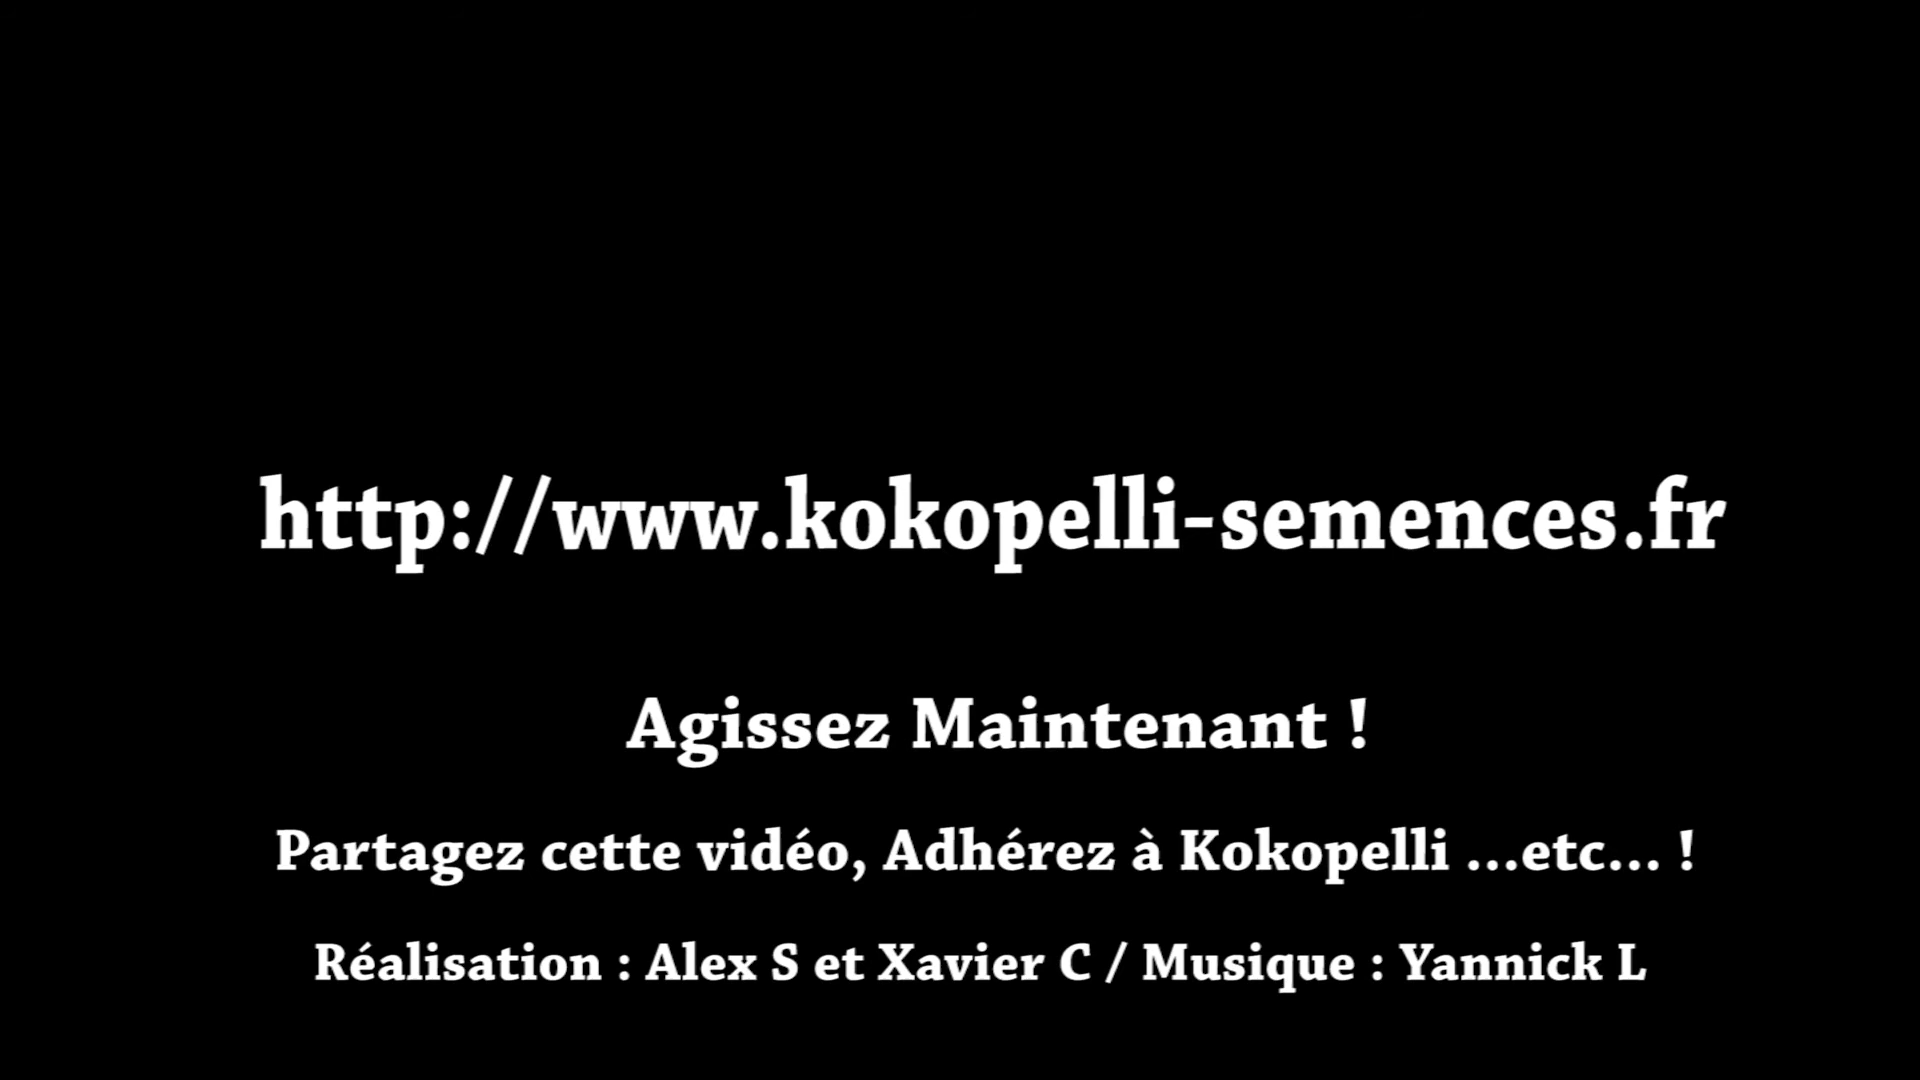 http://www.kokopelli-semences.fr
Agissez Maintenant !
Partagez cette vidéo, Adhérez à Kokopelli ...etc... !
Réalisation : Alex S et Xavier C / Musique : Yannick L